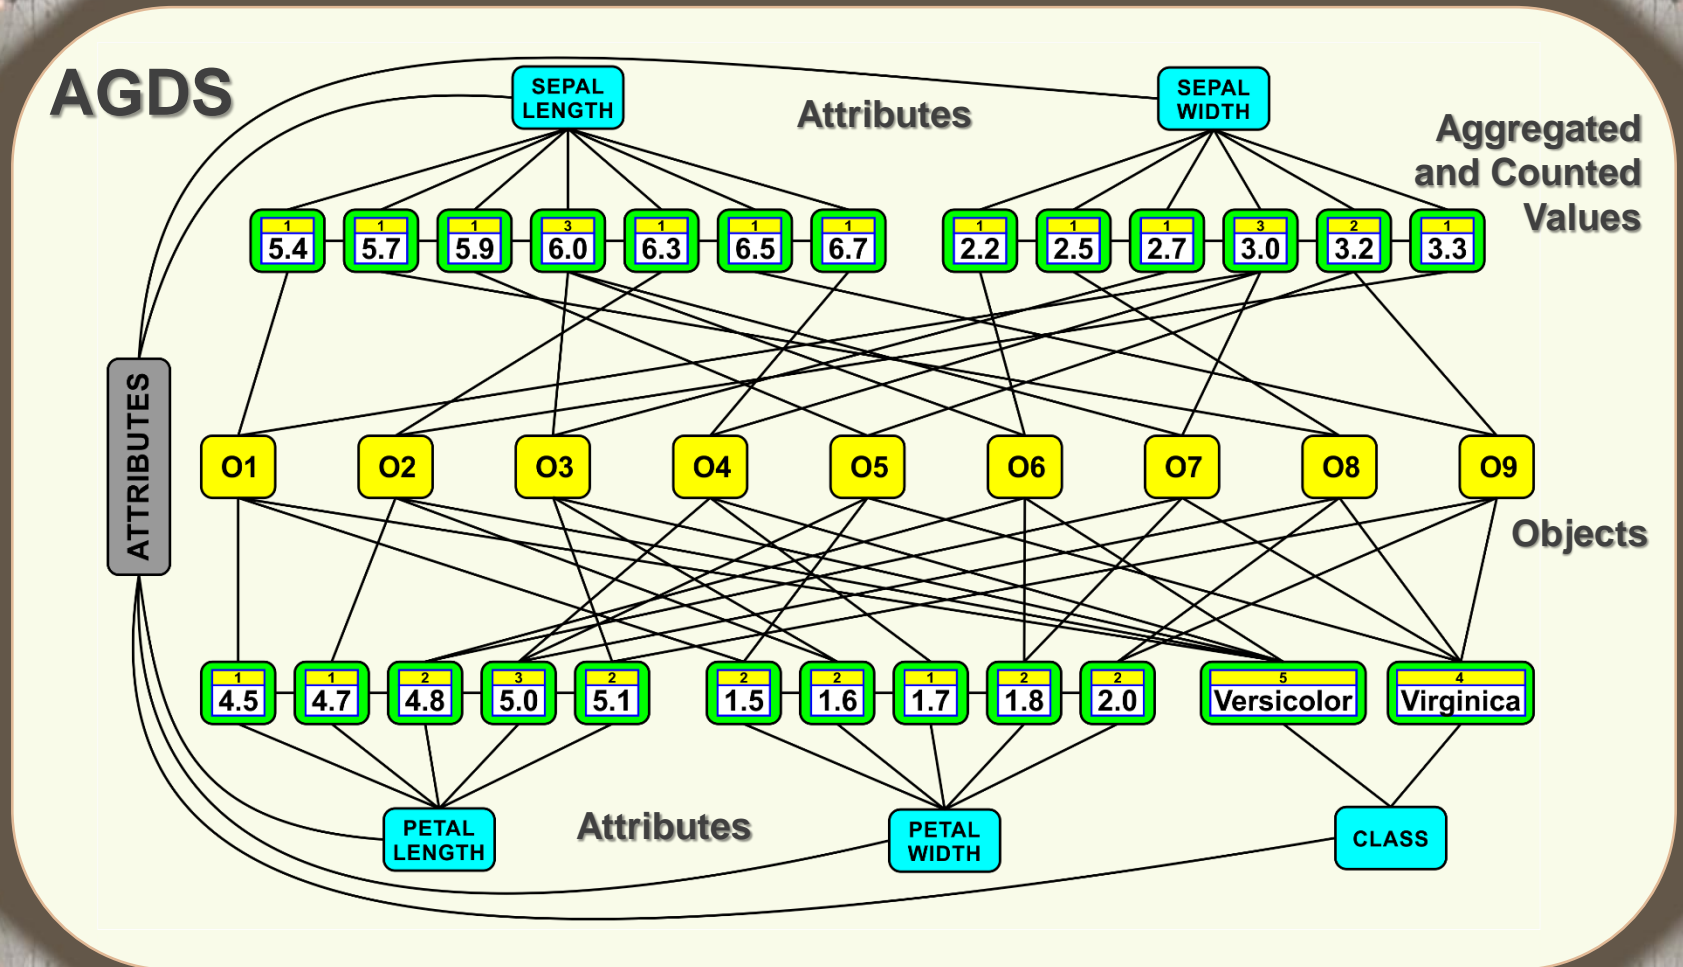 AGDS
SEPAL
LENGTH
Attributes
SEPAL
WIDTH
Aggregated
and Counted
Values
1 1 1 3 1 1 1
5.4 5.7 5.9 6.0 6.3 6.5 6.7
1 1 1 3 2 1
2.2 2.5 2.7 3.0 3.2 3.3
ATTRIBUTES
O1 O2 O3 O4 O5 O6 O7 O8 O9
Objects
1 1 2 3 2
4.5 4.7 4.8 5.0 5.1
2 2 1 2 2
1.5 1.6 1.7 1.8 2.0
5 4
Versicolor Virginica
PETAL
LENGTH
Attributes
PETAL
WIDTH
CLASS